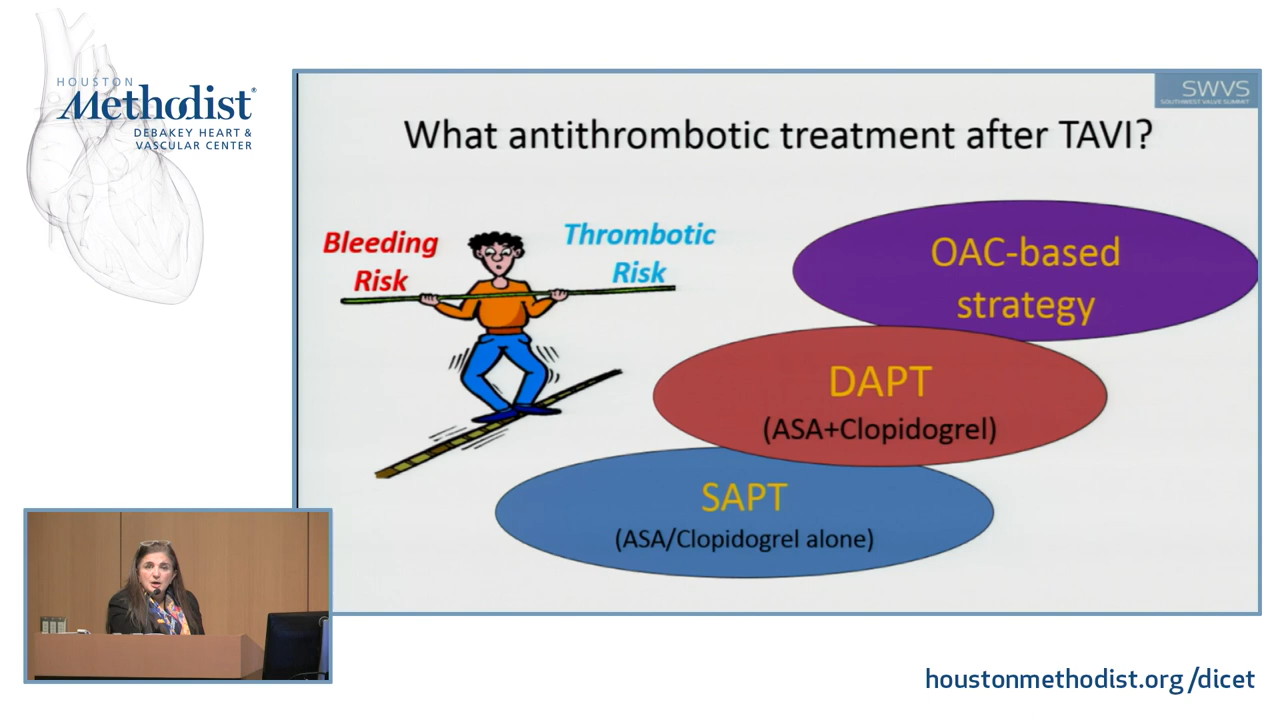 HOUSTON
Methodist®
DEBAKEY HEART &
VASCULAR CENTER
SWVS
SOUTHWEST VALVE SUMMIT
What antithrombotic treatment after TAVI?
Bleeding
Risk
Thrombotic
Risk
OAC-based
strategy
DAPT
(ASA+Clopidogrel)
SAPT
(ASA/Clopidogrel alone)
houstonmethodist.org/dicet